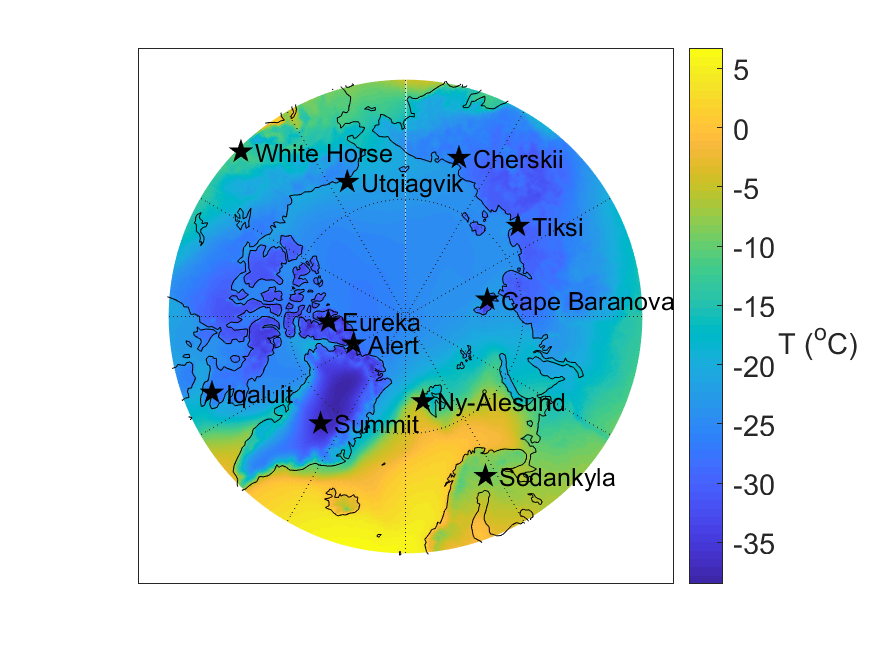 White Horse
Utqiagvik
Cherskii
Tiksi
Cape Baranova
Eureka
Alert
Iqaluit
Summit
Ny-Alesund
Sodankyla
5
0
-5
-10
-15
-20
-25
-30
-35
T (°C)